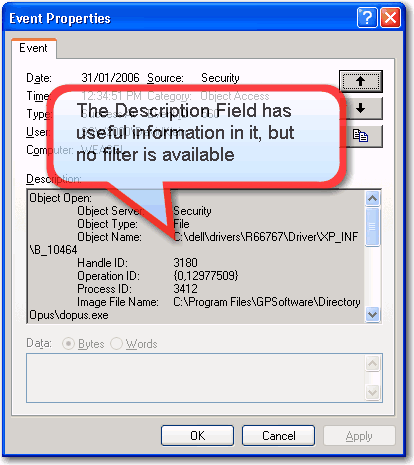 Event Properties
Event
Date: 31/01/2006 Source: Security
Time: 12:34:51 PM Category: Object Access
Type:
User:
Computer:
The Description Field has
useful information in it, but
no filter is available
Description:
Object Open:
Object Server: Security
Object Type: File
Object Name: C:\dell\drivers\R66767\Driver\XP_INF
\B_10464
Handle ID: 3180
Operation ID: {0,12977509}
Process ID: 3412
Image File Name: C:\Program Files\GPSoftware\Directory
Opus\dopus.exe
Data: Bytes Words
OK Cancel Apply